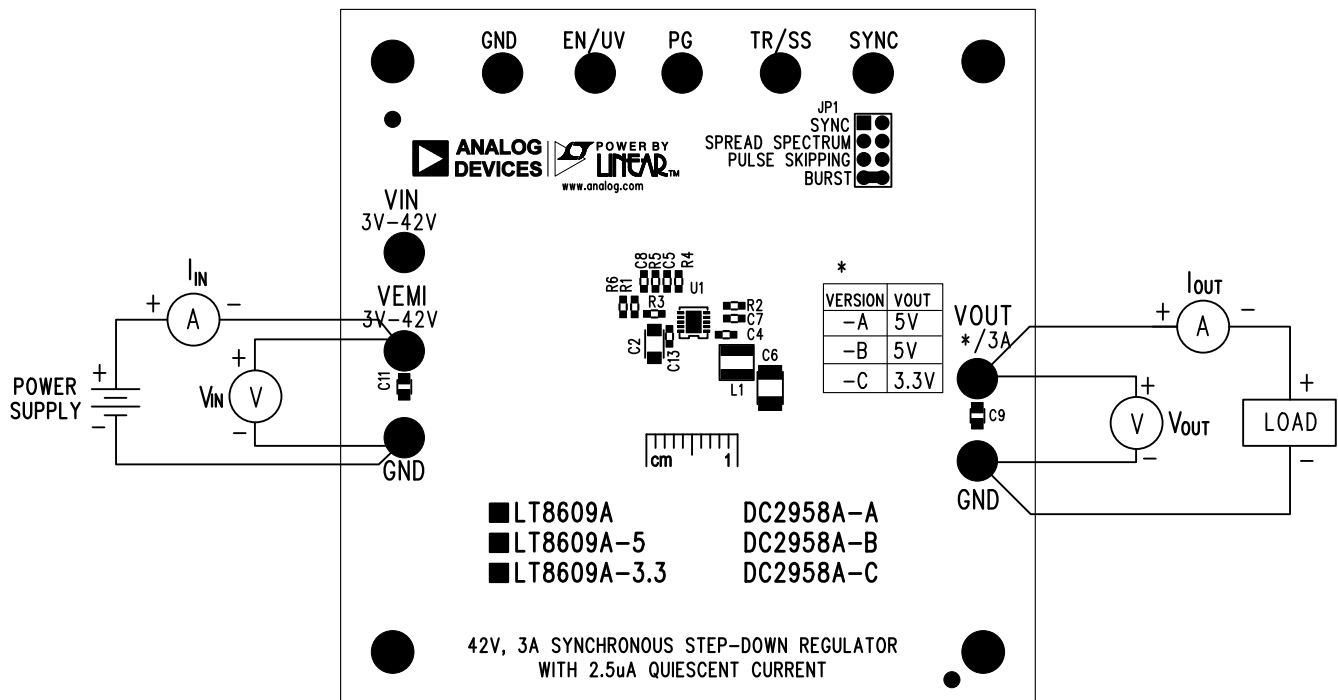 GND EN/UV PG TR/SS SYNC
JP1
SYNC
SPREAD SPECTRUM
PULSE SKIPPING
BURST
ANALOG DEVICES
POWER BY LINEAR™
www.analog.com
VIN
3V-42V
VEMI
3V-42V
C11
GND
IIN
+ A -
+
V
-
VIN
POWER SUPPLY
+
-
C8
R5
C5
R4
R6
R1
R3
U1
R2
C7
C4
C2
C13
L1
C6
cm 1
*
VERSION VOUT
-A 5V
-B 5V
-C 3.3V
VOUT
*/3A
C9
GND
IOUT
+ A -
+
V
-
VOUT
+
LOAD
-
LT8609A DC2958A-A
LT8609A-5 DC2958A-B
LT8609A-3.3 DC2958A-C
42V, 3A SYNCHRONOUS STEP-DOWN REGULATOR
WITH 2.5uA QUIESCENT CURRENT